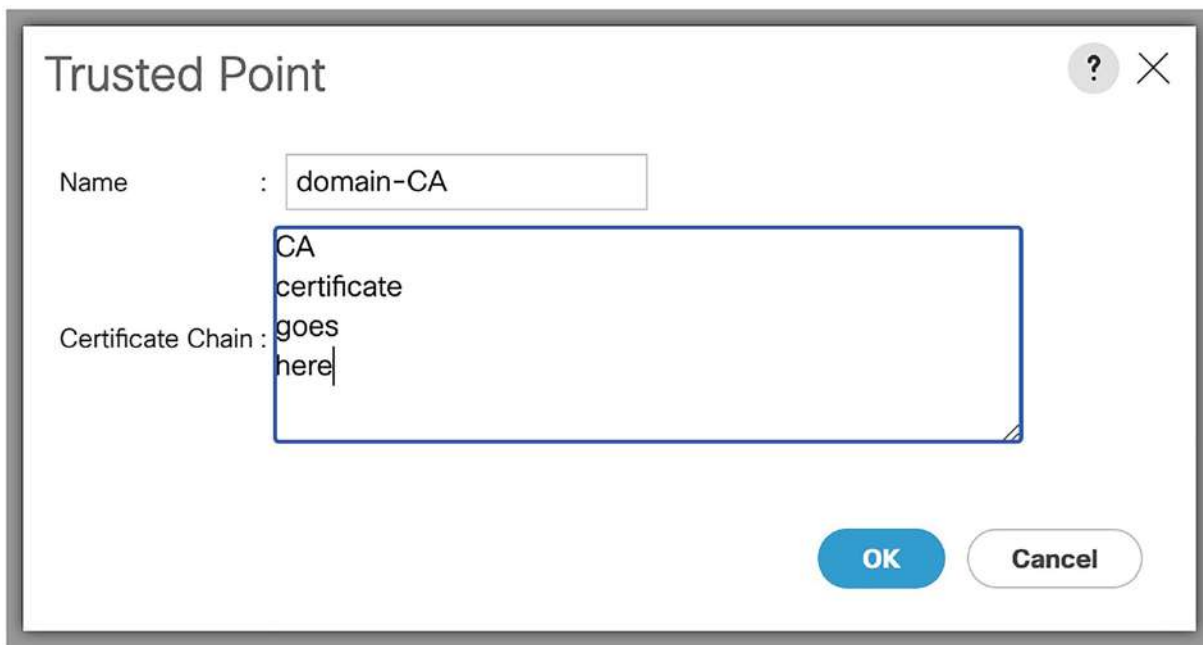 Trusted Point
?
Name : domain-CA
CA
certificate
Certificate Chain : goes
here
OK Cancel